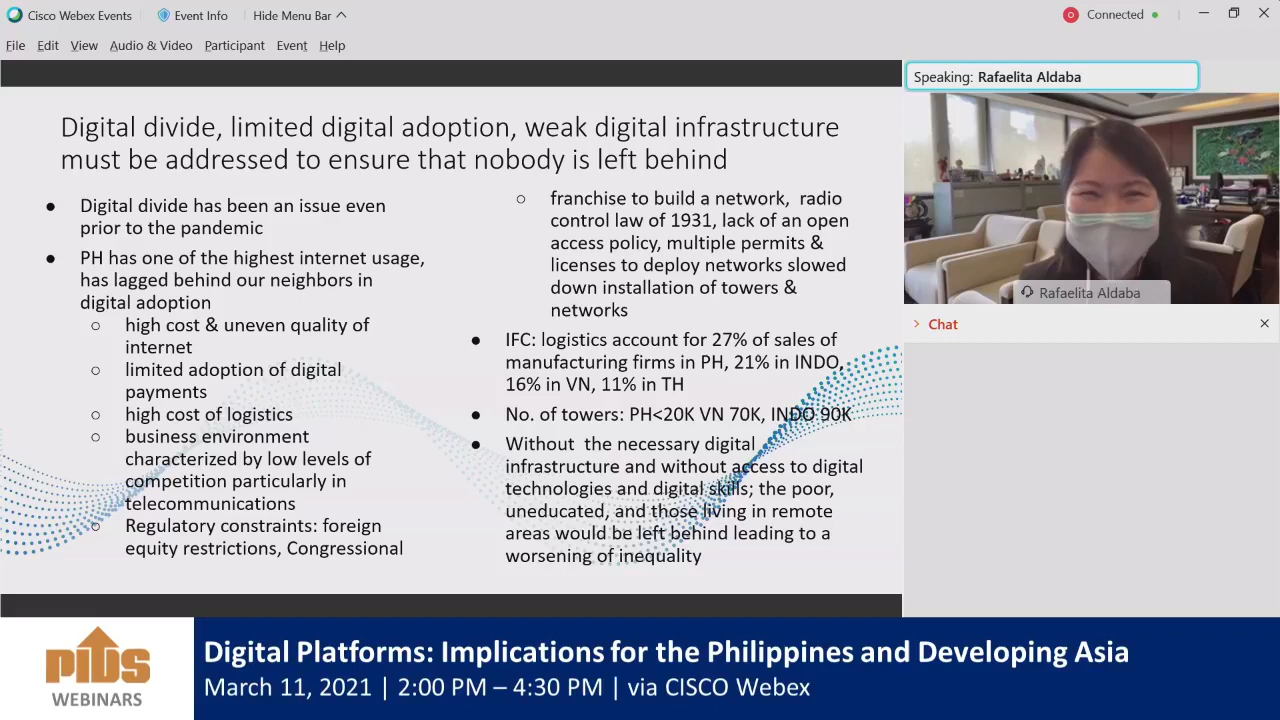 Cisco Webex Events
Event Info
Hide Menu Bar
Connected
File Edit View Audio & Video Participant Event Help
Digital divide, limited digital adoption, weak digital infrastructure
must be addressed to ensure that nobody is left behind
● Digital divide has been an issue even
prior to the pandemic
● PH has one of the highest internet usage,
has lagged behind our neighbors in
digital adoption
○ high cost & uneven quality of
internet
○ limited adoption of digital
payments
○ high cost of logistics
○ business environment
characterized by low levels of
competition particularly in
telecommunications
○ Regulatory constraints: foreign
equity restrictions, Congressional
○ franchise to build a network, radio
control law of 1931, lack of an open
access policy, multiple permits &
licenses to deploy networks slowed
down installation of towers &
networks
● IFC: logistics account for 27% of sales of
manufacturing firms in PH, 21% in INDO,
16% in VN, 11% in TH
● No. of towers: PH<20K VN 70K, INDO 90K
● Without the necessary digital
infrastructure and without access to digital
technologies and digital skills; the poor,
uneducated, and those living in remote
areas would be left behind leading to a
worsening of inequality
Speaking: Rafaelita Aldaba
Rafaelita Aldaba
Chat
pids
WEBINARS
Digital Platforms: Implications for the Philippines and Developing Asia
March 11, 2021 | 2:00 PM – 4:30 PM | via CISCO Webex